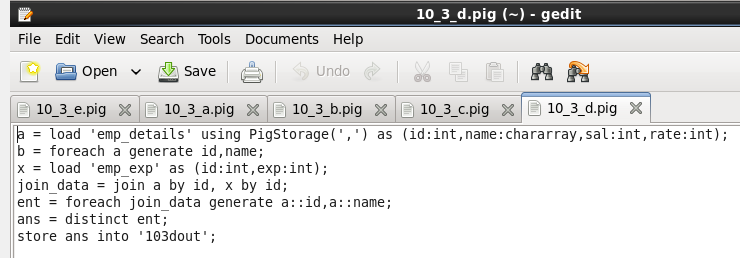 10_3_d.pig (~) - gedit
File Edit View Search Tools Documents Help
Open Save Undo
10_3_e.pig 10_3_a.pig 10_3_b.pig 10_3_c.pig 10_3_d.pig
a = load 'emp_details' using PigStorage(',') as (id:int,name:chararray,sal:int,rate:int);
b = foreach a generate id,name;
x = load 'emp_exp' as (id:int,exp:int);
join_data = join a by id, x by id;
ent = foreach join_data generate a::id,a::name;
ans = distinct ent;
store ans into '103dout';